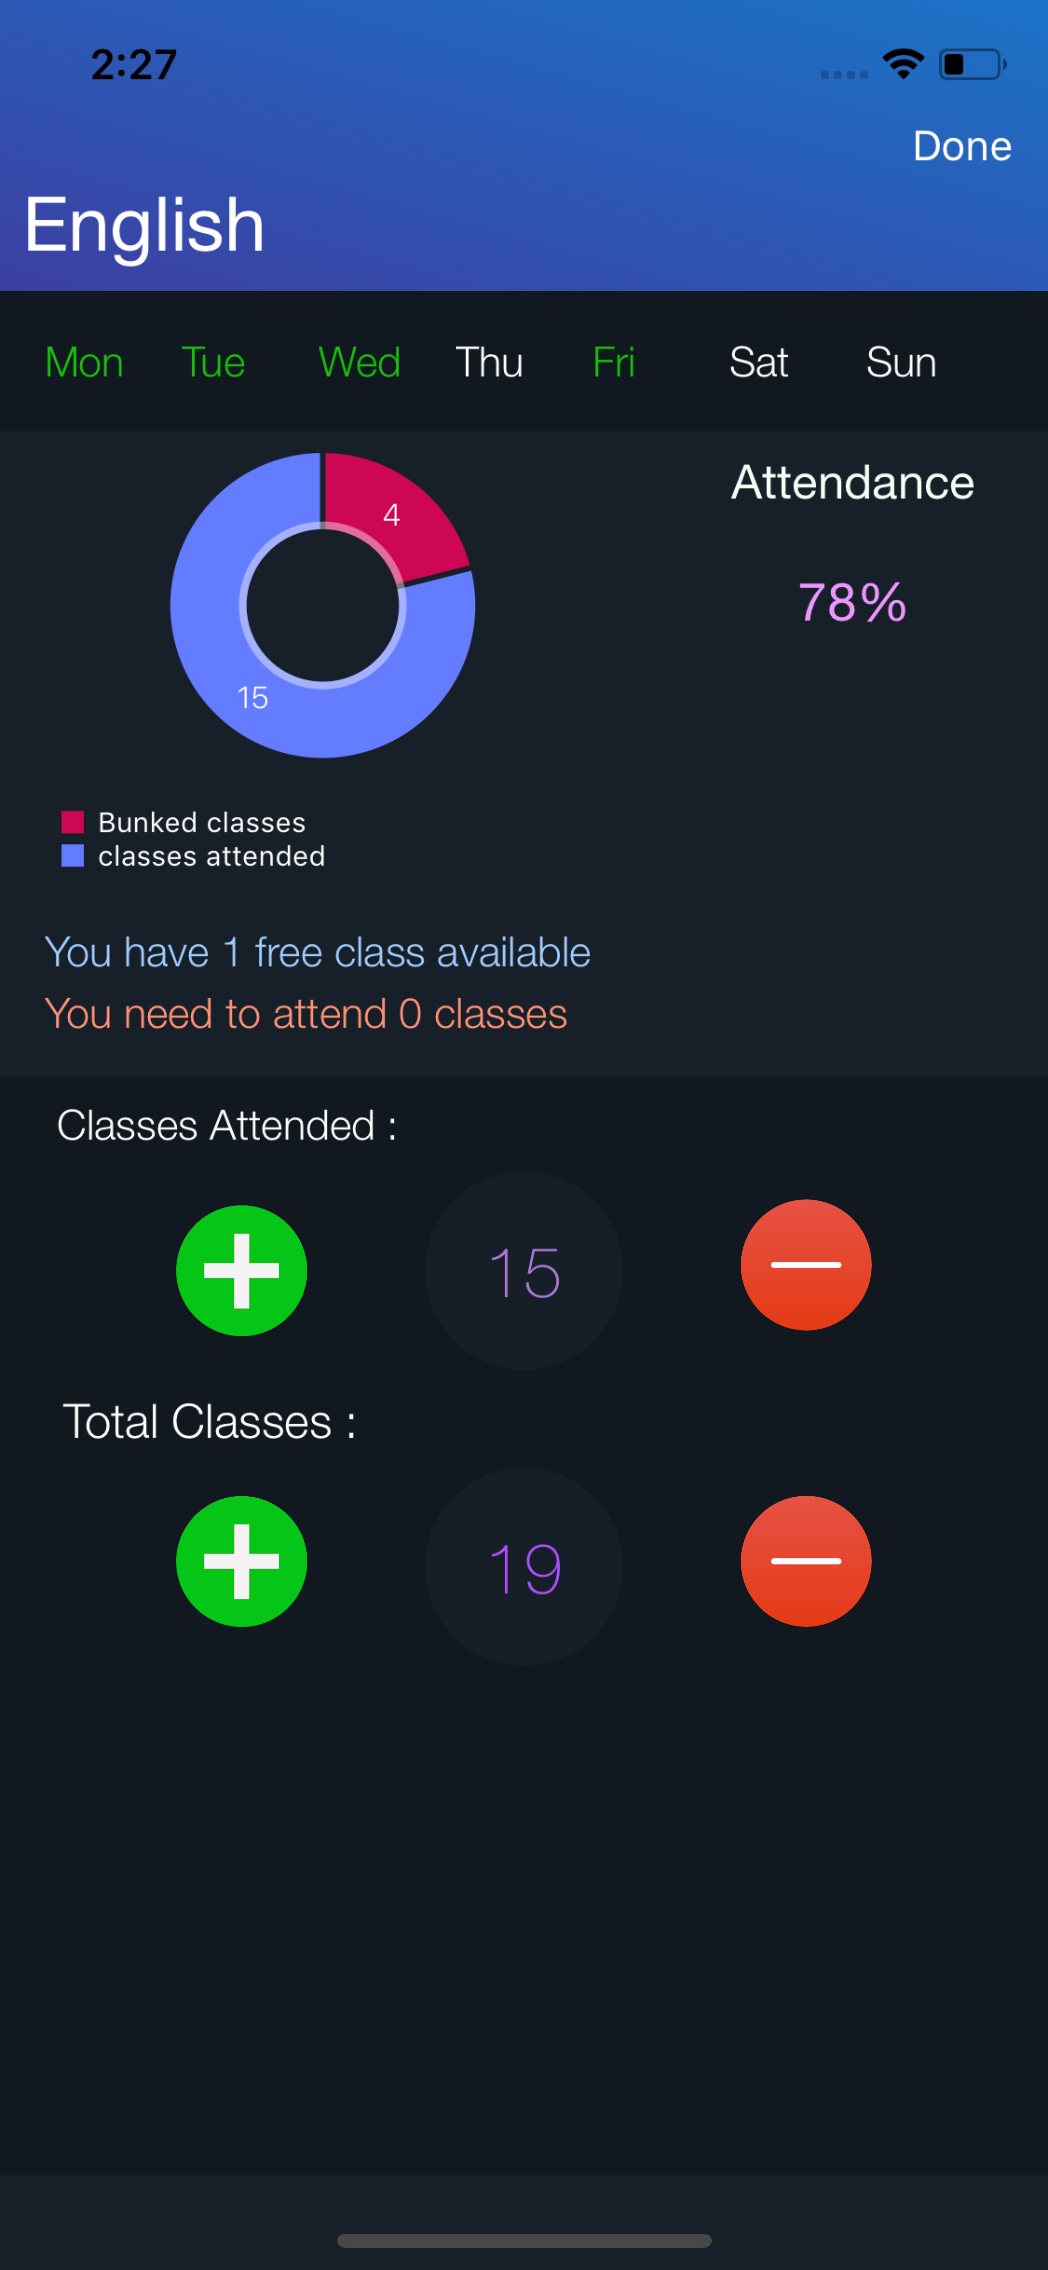 2:27
Done
English
Mon Tue Wed Thu Fri Sat Sun
Attendance
4
78%
15
Bunked classes
classes attended
You have 1 free class available
You need to attend 0 classes
Classes Attended :
15
Total Classes :
19